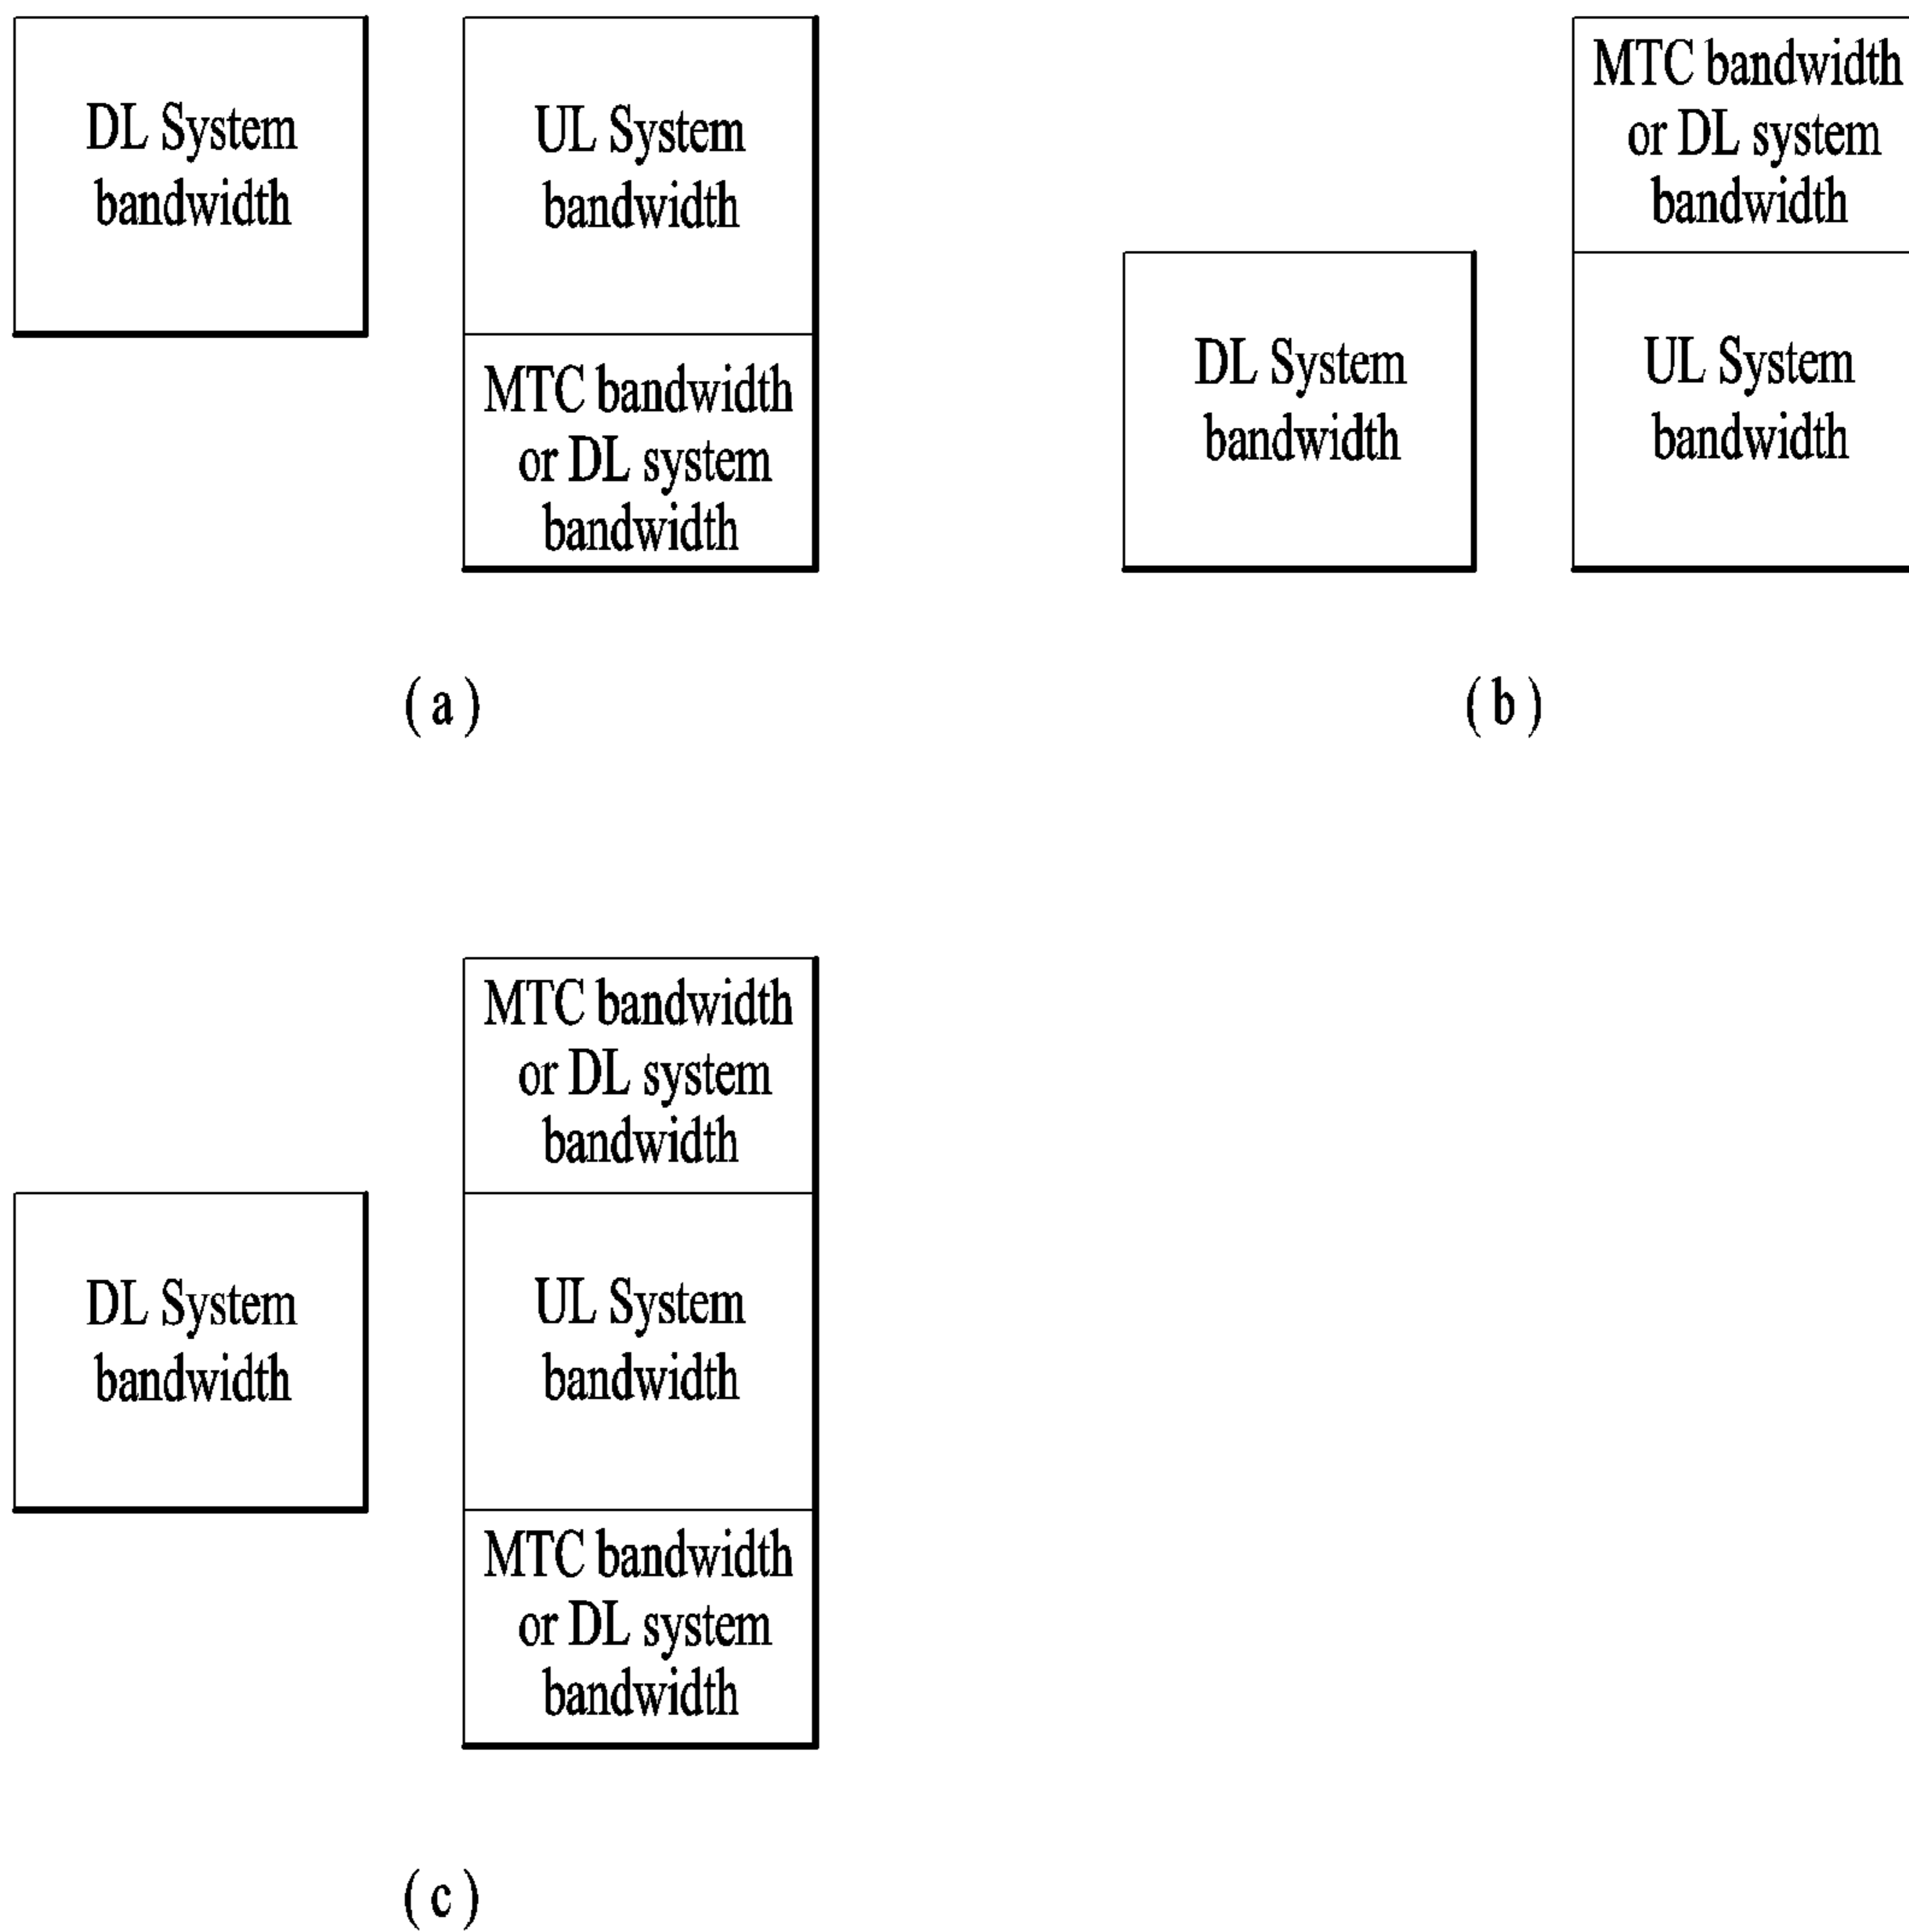 DL System
bandwidth
UL System
bandwidth
MTC bandwidth
or DL system
bandwidth
(a)
MTC bandwidth
or DL system
bandwidth
DL System
bandwidth
UL System
bandwidth
(b)
MTC bandwidth
or DL system
bandwidth
DL System
bandwidth
UL System
bandwidth
MTC bandwidth
or DL system
bandwidth
(c)